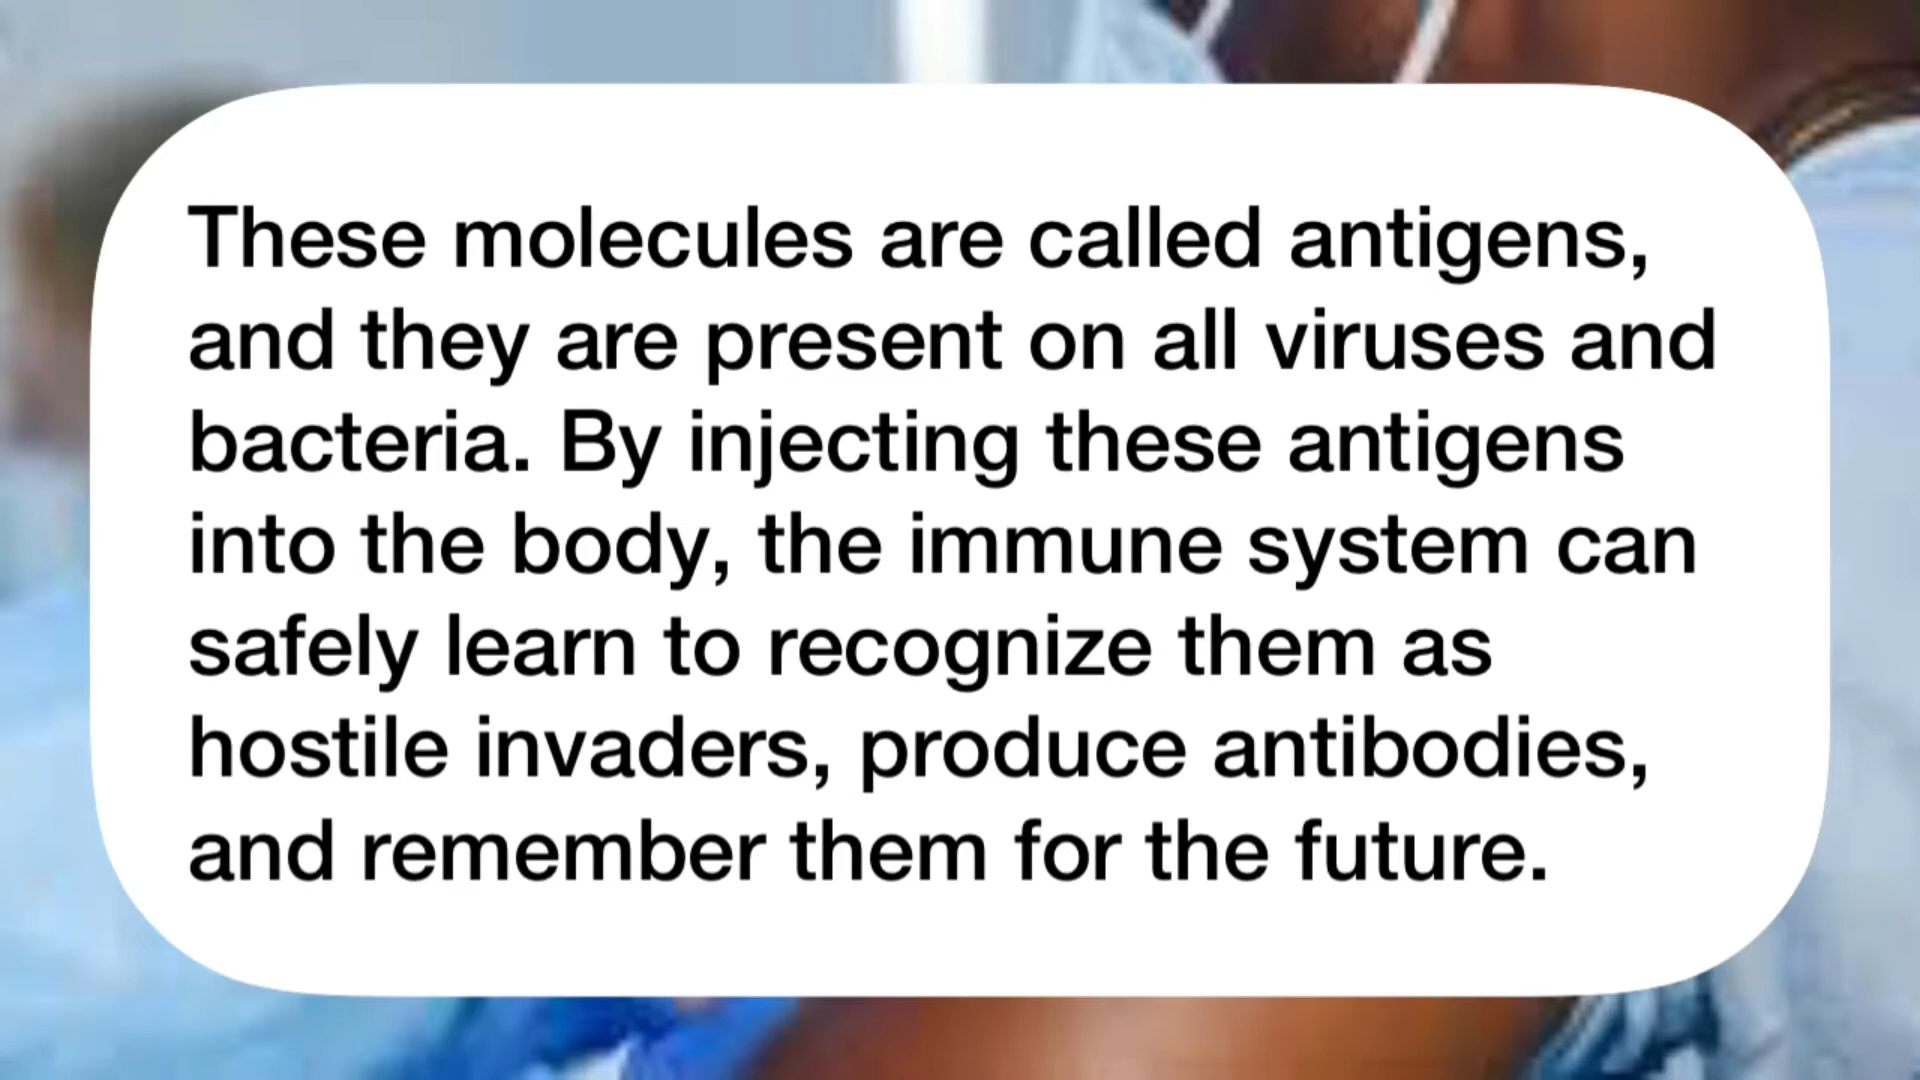 These molecules are called antigens,
and they are present on all viruses and
bacteria. By injecting these antigens
into the body, the immune system can
safely learn to recognize them as
hostile invaders, produce antibodies,
and remember them for the future.